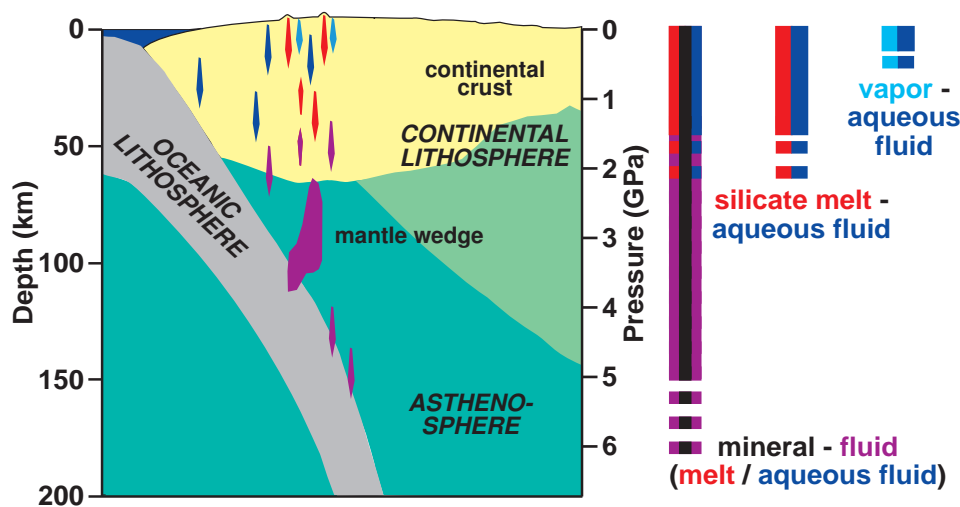 0
50
100
150
200
Depth (km)
OCEANIC
LITHOSPHERE
continental
crust
CONTINENTAL
LITHOSPHERE
mantle wedge
ASTHENO-
SPHERE
0
1
2
3
4
5
6
Pressure (GPa)
vapor -
aqueous
fluid
silicate melt -
aqueous fluid
mineral - fluid
(melt / aqueous fluid)